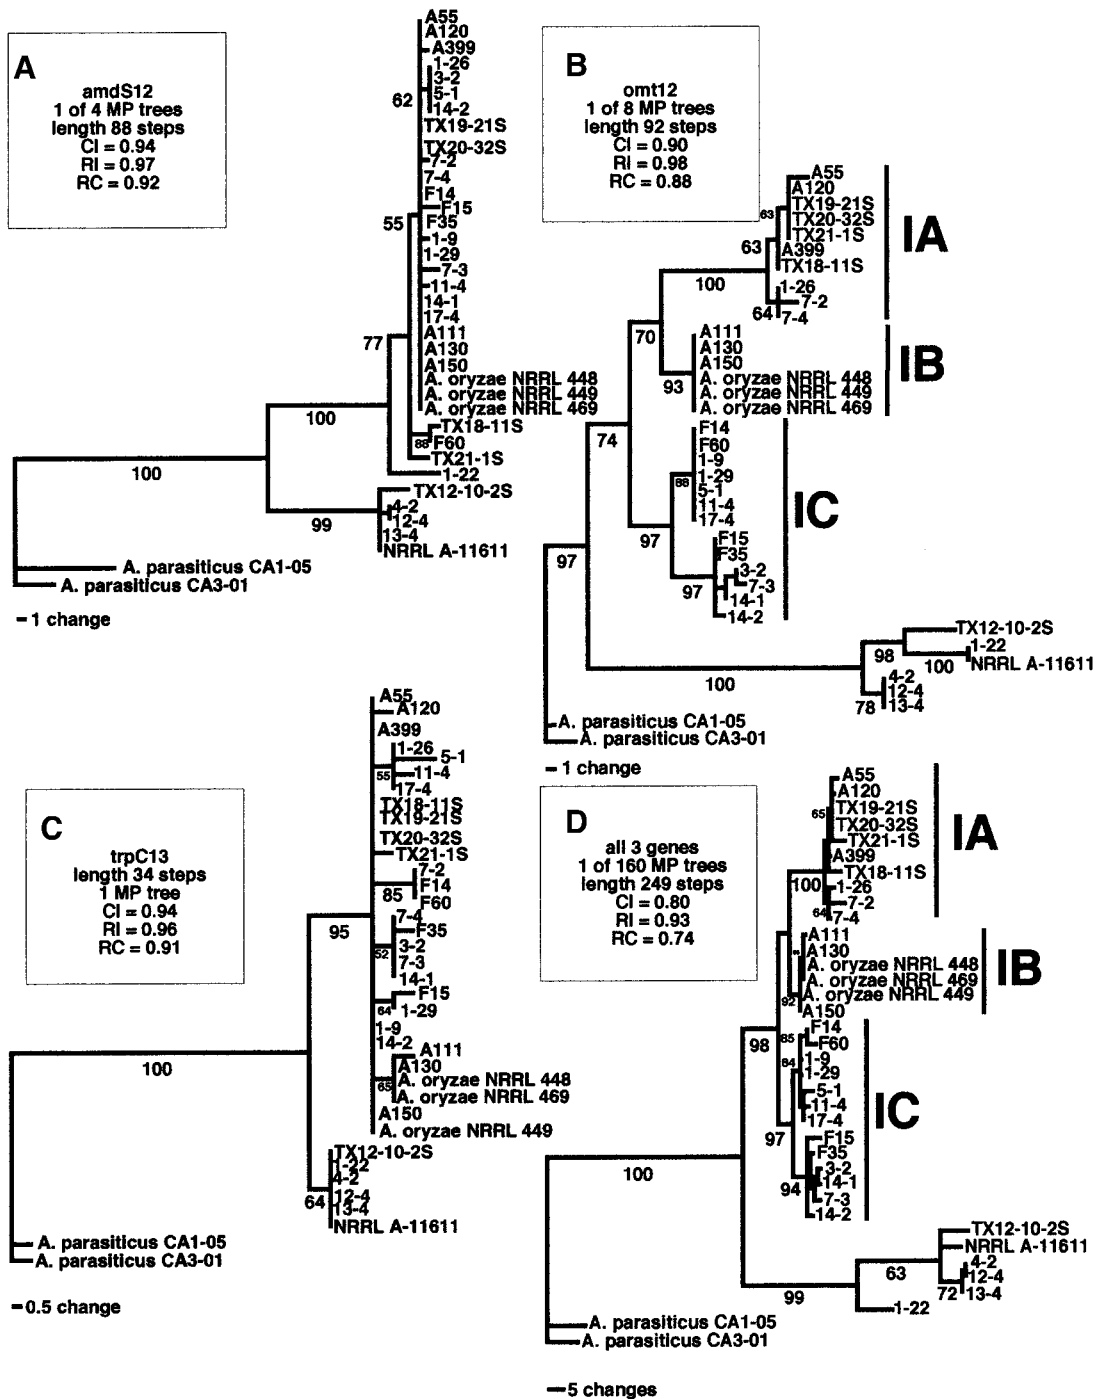 A
amdS12
1 of 4 MP trees
length 88 steps
CI = 0.94
RI = 0.97
RC = 0.92
A55
A120
A399
1-26
3-2
5-1
14-2
62
TX19-21S
TX20-32S
7-2
7-4
F14
F15
55
F35
1-9
1-29
7-3
11-4
14-1
17-4
A111
77
A130
A150
A. oryzae NRRL 448
A. oryzae NRRL 449
A. oryzae NRRL 469
100
TX18-11S
88
F60
TX21-1S
100
1-22
TX12-10-2S
4-2
99
12-4
13-4
NRRL A-11611
A. parasiticus CA1-05
A. parasiticus CA3-01
1 change
B
omt12
1 of 8 MP trees
length 92 steps
CI = 0.90
RI = 0.98
RC = 0.88
A55
A120
TX19-21S
63
TX20-32S
TX21-1S
IA
63
A399
TX18-11S
100
1-26
7-2
64
7-4
70
A111
A130
A150
IB
93
A. oryzae NRRL 448
A. oryzae NRRL 449
A. oryzae NRRL 469
74
F14
F60
1-9
1-29
88
5-1
11-4
17-4
IC
97
F15
F35
97
3-2
7-3
97
14-1
14-2
TX12-10-2S
98
1-22
100
NRRL A-11611
100
4-2
12-4
78
13-4
A. parasiticus CA1-05
A. parasiticus CA3-01
1 change
C
trpC13
length 34 steps
1 MP tree
CI = 0.94
RI = 0.96
RC = 0.91
A55
A120
A399
1-26
5-1
55
11-4
17-4
TX18-11S
TX19-21S
TX20-32S
TX21-1S
7-2
85
F14
F60
95
7-4
F35
52
3-2
7-3
14-1
F15
64
1-29
1-9
14-2
100
A111
A130
65
A. oryzae NRRL 448
A. oryzae NRRL 469
A150
A. oryzae NRRL 449
TX12-10-2S
1-22
4-2
64
12-4
13-4
NRRL A-11611
A. parasiticus CA1-05
A. parasiticus CA3-01
0.5 change
D
all 3 genes
1 of 160 MP trees
length 249 steps
CI = 0.80
RI = 0.93
RC = 0.74
A55
A120
65
TX19-21S
TX20-32S
TX21-1S
IA
A399
TX18-11S
100
1-26
7-2
64
7-4
A111
A130
IB
A. oryzae NRRL 448
A. oryzae NRRL 469
92
A. oryzae NRRL 449
A150
98
F14
85
F60
84
1-9
1-29
5-1
11-4
IC
17-4
97
F15
F35
3-2
94
14-1
7-3
14-2
100
TX12-10-2S
NRRL A-11611
63
4-2
12-4
72
13-4
99
1-22
A. parasiticus CA1-05
A. parasiticus CA3-01
5 changes